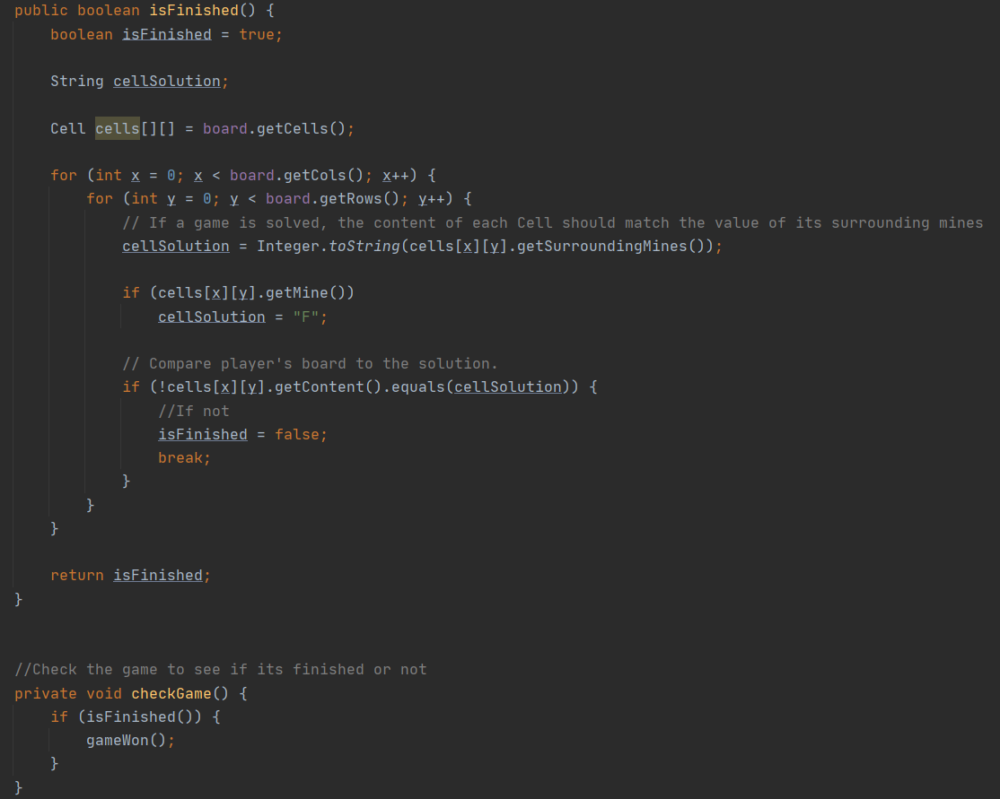 public boolean isFinished() {
    boolean isFinished = true;

    String cellSolution;

    Cell cells[][] = board.getCells();

    for (int x = 0; x < board.getCols(); x++) {
        for (int y = 0; y < board.getRows(); y++) {
            // If a game is solved, the content of each Cell should match the value of its surrounding mines
            cellSolution = Integer.toString(cells[x][y].getSurroundingMines());

            if (cells[x][y].getMine())
                cellSolution = "F";

            // Compare player's board to the solution.
            if (!cells[x][y].getContent().equals(cellSolution)) {
                //If not
                isFinished = false;
                break;
            }
        }
    }

    return isFinished;
}


//Check the game to see if its finished or not
private void checkGame() {
    if (isFinished()) {
        gameWon();
    }
}